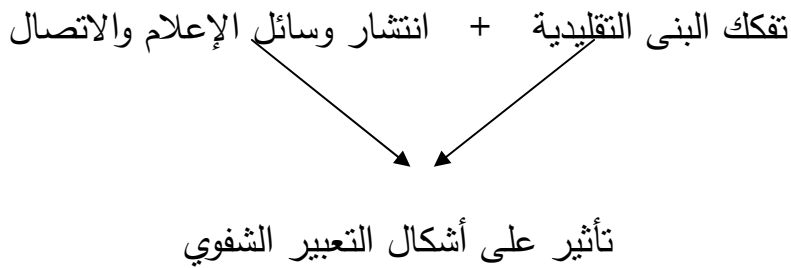 تفكك البنى التقليدية + انتشار وسائل الإعلام والاتصال
تأثير على أشكال التعبير الشفوي